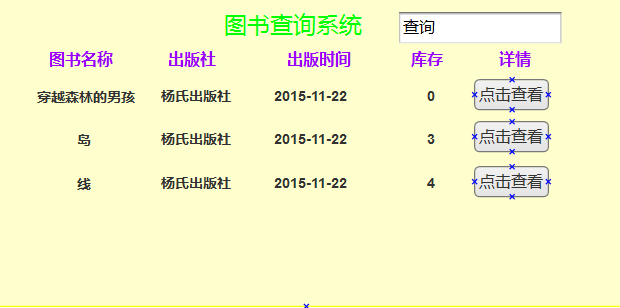 图书查询系统 查询
图书名称 出版社 出版时间 库存 详情
穿越森林的男孩 杨氏出版社 2015-11-22 0 点击查看
岛 杨氏出版社 2015-11-22 3 点击查看
线 杨氏出版社 2015-11-22 4 点击查看